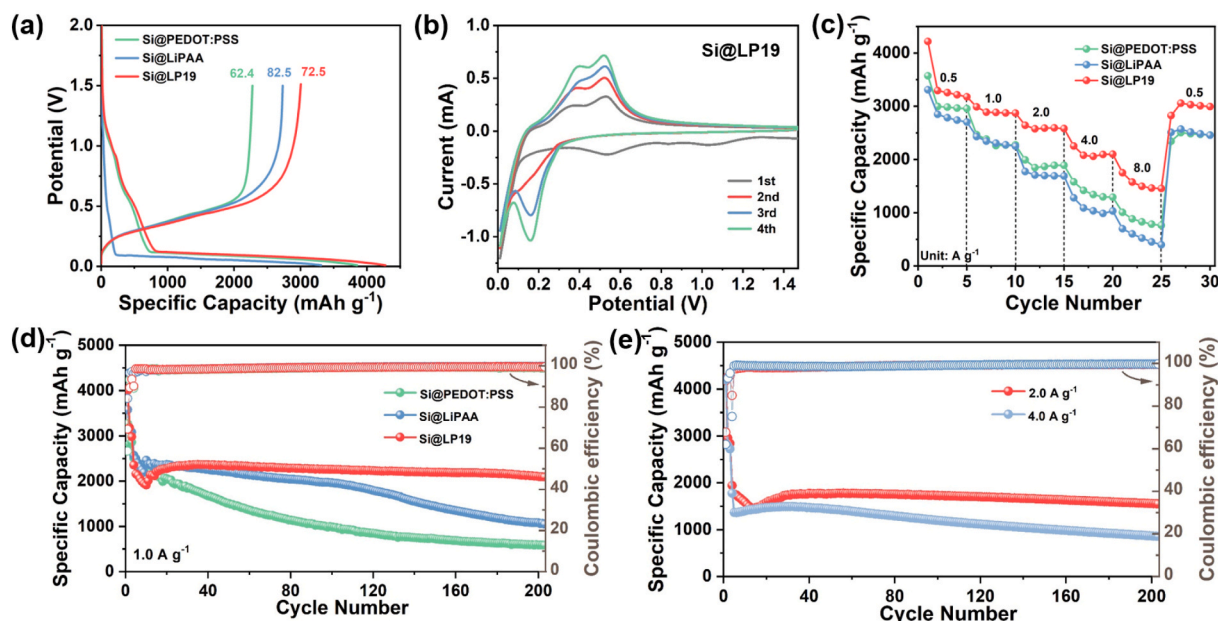 (a)
2.0
1.5
1.0
0.5
0.0
Potential (V)
Si@PEDOT:PSS
Si@LiPAA
Si@LP19
62.4 82.5 72.5
0 1000 2000 3000 4000
Specific Capacity (mAh g⁻¹)
(b)
1.0
0.5
0.0
-0.5
-1.0
Current (mA)
Si@LP19
1st
2nd
3rd
4th
0.0 0.2 0.4 0.6 0.8 1.0 1.2 1.4
Potential (V)
(c)
4000
3000
2000
1000
0
Specific Capacity (mAh g⁻¹)
Si@PEDOT:PSS
Si@LiPAA
Si@LP19
0.5
1.0
2.0
4.0
8.0
0.5
Unit: A g⁻¹
0 5 10 15 20 25 30
Cycle Number
(d)
5000
4000
3000
2000
1000
0
Specific Capacity (mAh g⁻¹)
Si@PEDOT:PSS
Si@LiPAA
Si@LP19
1.0 A g⁻¹
100
80
60
40
20
0
Coulombic efficiency (%)
0 40 80 120 160 200
Cycle Number
(e)
5000
4000
3000
2000
1000
0
Specific Capacity (mAh g⁻¹)
2.0 A g⁻¹
4.0 A g⁻¹
100
80
60
40
20
0
Coulombic efficiency (%)
0 40 80 120 160 200
Cycle Number